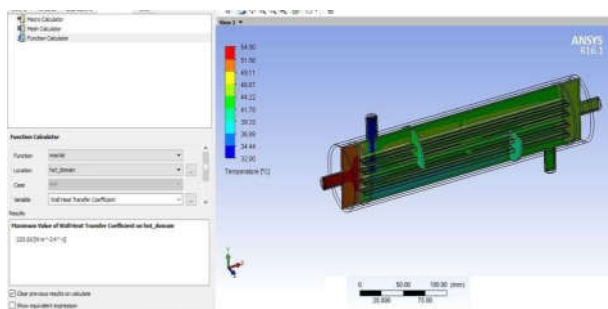 Macro Calculator
Mesh Calculator
Function Calculator
Function Calculator
Function
maxVal
Location
hot_domain
Case
Variable
Wall Heat Transfer Coefficient
Results
Maximum Value of Wall Heat Transfer Coefficient on hot_domain
Clear previous results on calculate
Show equivalent expression
View 1
54.00
51.56
49.11
46.67
44.22
41.78
39.33
36.89
34.44
32.00
Temperature [°C]
ANSYS
R16.1
0
50.00
100.00
(mm)
25.000
75.00